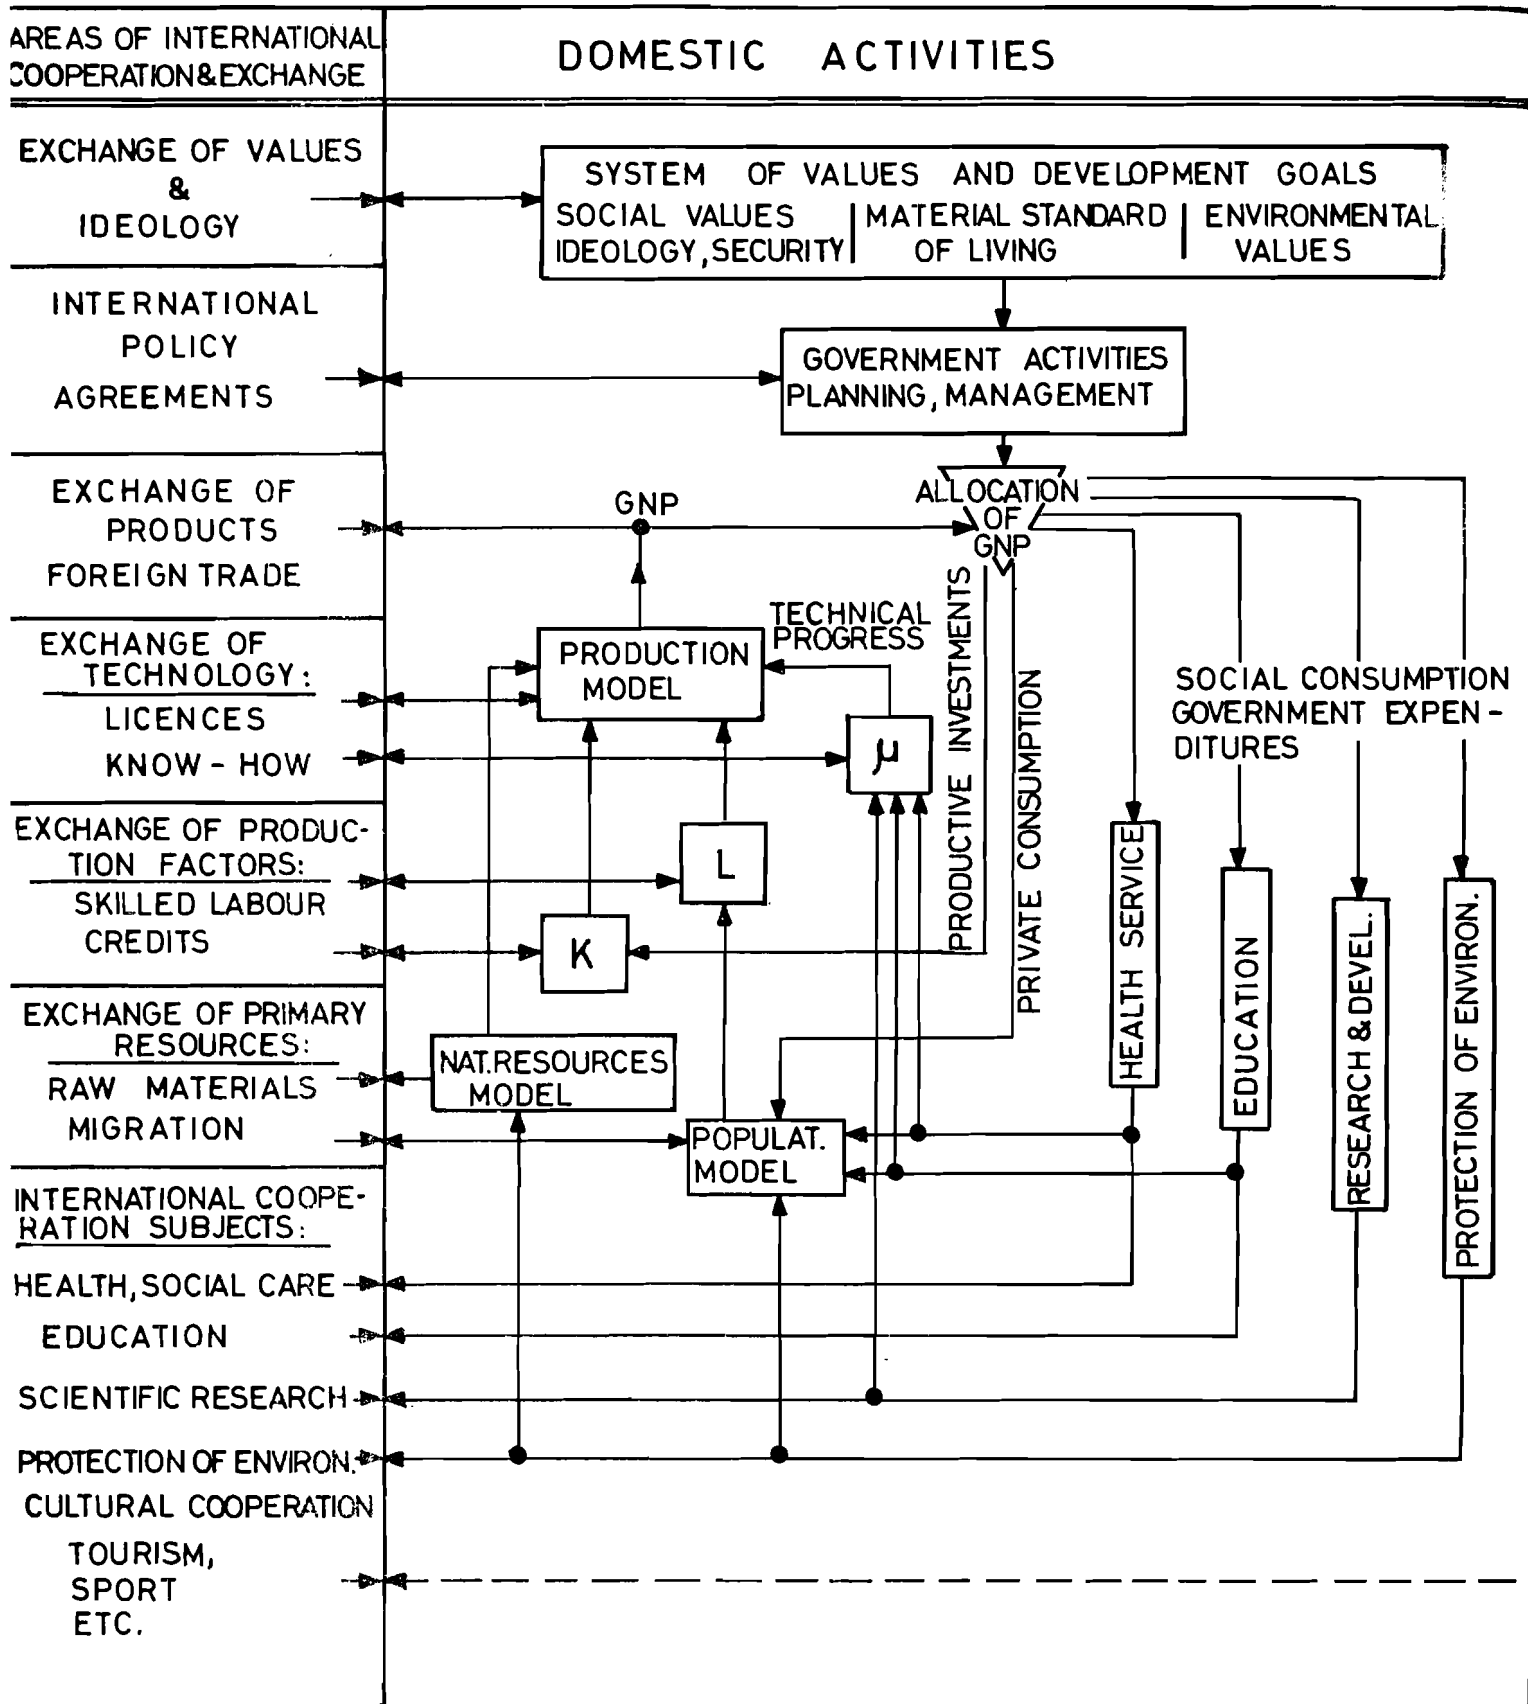 AREAS OF INTERNATIONAL
COOPERATION&EXCHANGE
DOMESTIC ACTIVITIES
EXCHANGE OF VALUES
&
IDEOLOGY
SYSTEM OF VALUES AND DEVELOPMENT GOALS
SOCIAL VALUES
IDEOLOGY, SECURITY
MATERIAL STANDARD
OF LIVING
ENVIRONMENTAL
VALUES
INTERNATIONAL
POLICY
AGREEMENTS
GOVERNMENT ACTIVITIES
PLANNING, MANAGEMENT
EXCHANGE OF
PRODUCTS
FOREIGN TRADE
GNP
ALLOCATION
OF
GNP
EXCHANGE OF
TECHNOLOGY:
LICENCES
KNOW-HOW
PRODUCTION
MODEL
TECHNICAL
PROGRESS
μ
PRODUCTIVE INVESTMENTS
PRIVATE CONSUMPTION
SOCIAL CONSUMPTION
GOVERNMENT EXPEN-
DITURES
EXCHANGE OF PRODUC-
TION FACTORS:
SKILLED LABOUR
CREDITS
L
K
HEALTH SERVICE
EDUCATION
RESEARCH & DEVEL.
PROTECTION OF ENVIRON.
EXCHANGE OF PRIMARY
RESOURCES:
RAW MATERIALS
MIGRATION
NAT.RESOURCES
MODEL
POPULAT.
MODEL
INTERNATIONAL COOPE-
RATION SUBJECTS:
HEALTH, SOCIAL CARE
EDUCATION
SCIENTIFIC RESEARCH
PROTECTION OF ENVIRON.
CULTURAL COOPERATION
TOURISM,
SPORT
ETC.